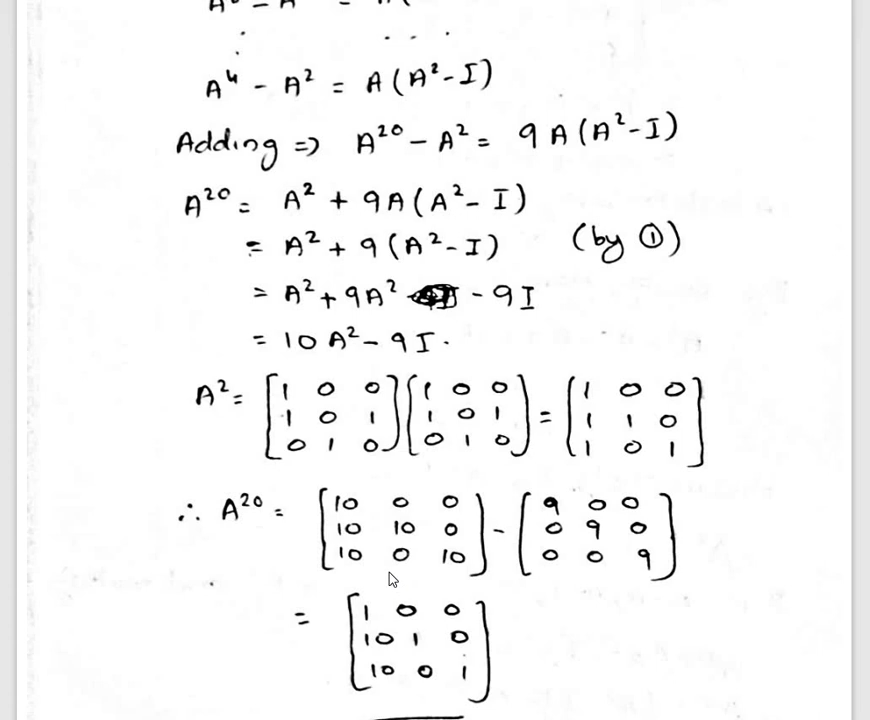 A⁴ - A² = A(A²-I)
Adding => A²⁰ - A² = 9A(A²-I)
A²⁰ = A² + 9A(A²-I)
= A² + 9(A²-I) (by ①)
= A² + 9A² - 9I
= 10A² - 9I.
A² = [1 0 0; 1 0 1; 0 1 0] [1 0 0; 1 0 1; 0 1 0] = [1 0 0; 1 1 0; 1 0 1]
∴ A²⁰ = [10 0 0; 10 10 0; 10 0 10] - [9 0 0; 0 9 0; 0 0 9]
= [1 0 0; 10 1 0; 10 0 1]